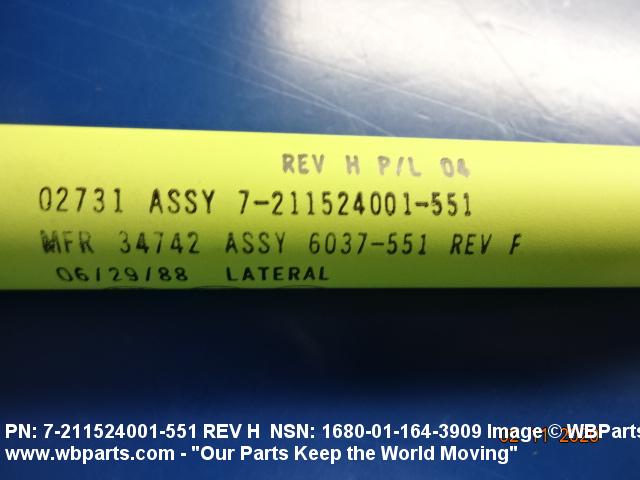 REV H P/L 04
02731 ASSY 7-211524001-551
MFR 34742 ASSY 6037-551 REV F
06/29/88 LATERAL
PN: 7-211524001-551 REV H NSN: 1680-01-164-3909 Image © WBParts
www.wbparts.com - "Our Parts Keep the World Moving"